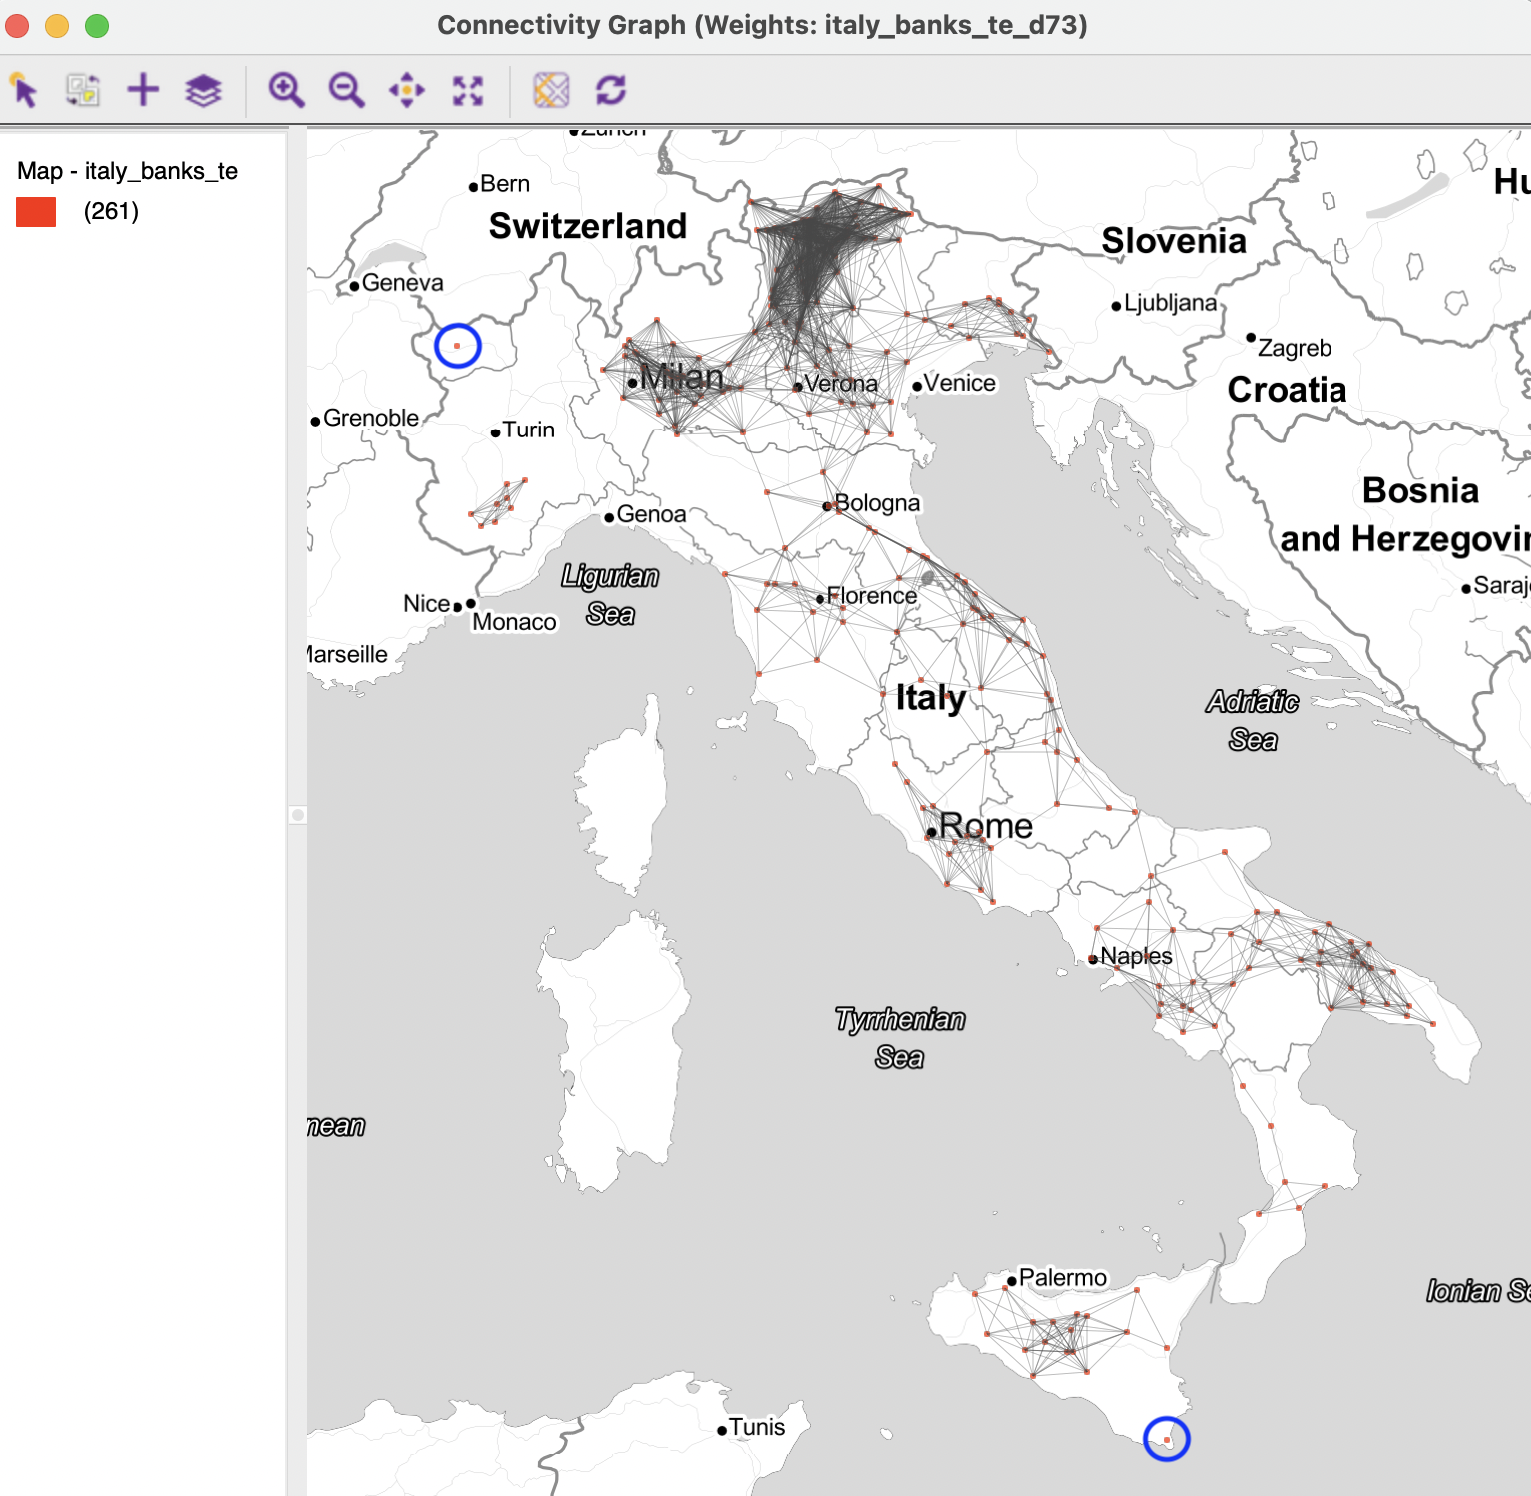 Connectivity Graph (Weights: italy_banks_te_d73)
Map - italy_banks_te
(261)
Zurich
Bern
Switzerland
Slovenia
Geneva
Ljubljana
Zagreb
Croatia
Milan
Verona
Venice
Grenoble
Turin
Bosnia
and Herzegovin
Bologna
Genoa
Ligurian
Sea
Florence
Nice
Monaco
Marseille
Saraj
Italy
Adriatic
Sea
Rome
Naples
Tyrrhenian
Sea
nean
Palermo
Ionian Se
Tunis
Hu